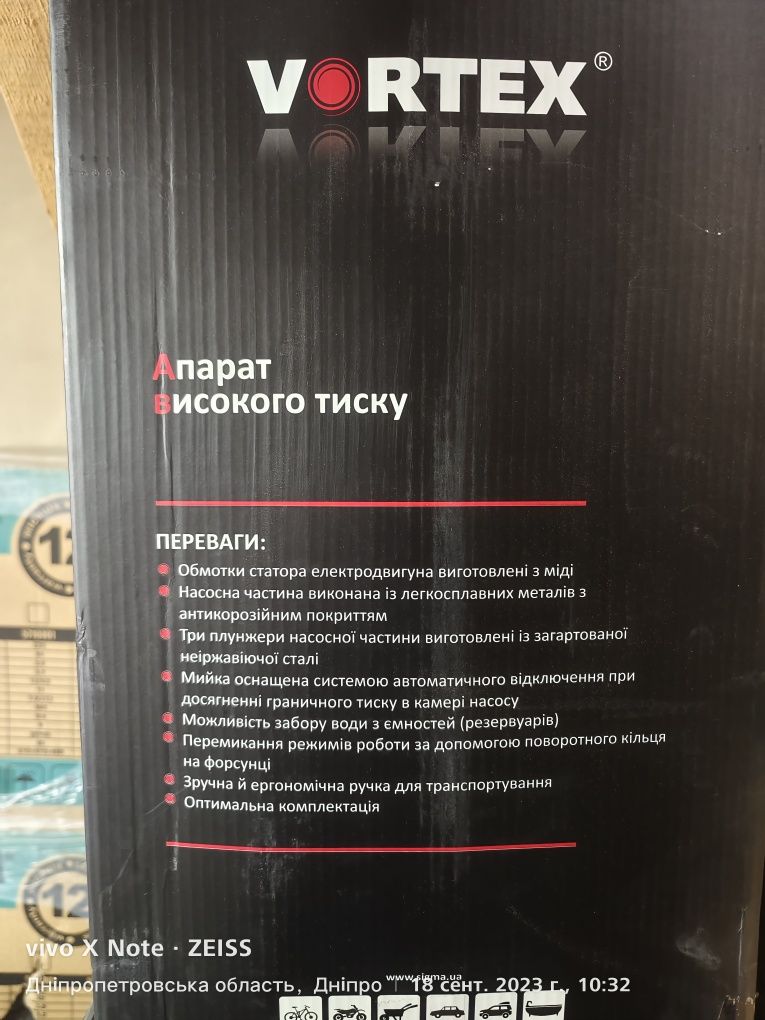 VORTEX®
Апарат
високого тиску
ПЕРЕВАГИ:
Обмотки статора електродвигуна виготовлені з міді
Насосна частина виконана із легкосплавних металів з
антикорозійним покриттям
Три плунжери насосної частини виготовлені із загартованої
неіржавіючої сталі
Мийка оснащена системою автоматичного відключення при
досягненні граничного тиску в камері насосу
Можливість забору води з ємностей (резервуарів)
Перемикання режимів роботи за допомогою поворотного кільця
на форсунці
Зручна й ергономічна ручка для транспортування
Оптимальна комплектація
12
12
vivo X Note · ZEISS
www.sigma.ua
Дніпропетровська область, Дніпро | 18 сент. 2023 г., 10:32